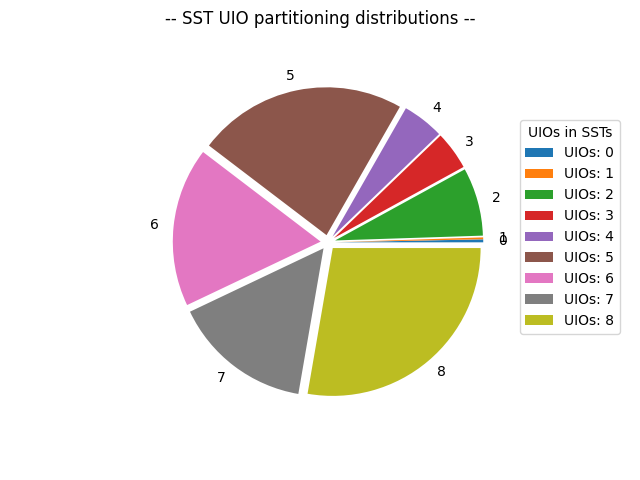 -- SST UIO partitioning distributions --
5
4
3
2
1
0
6
7
8
UIOs in SSTs
UIOs: 0
UIOs: 1
UIOs: 2
UIOs: 3
UIOs: 4
UIOs: 5
UIOs: 6
UIOs: 7
UIOs: 8